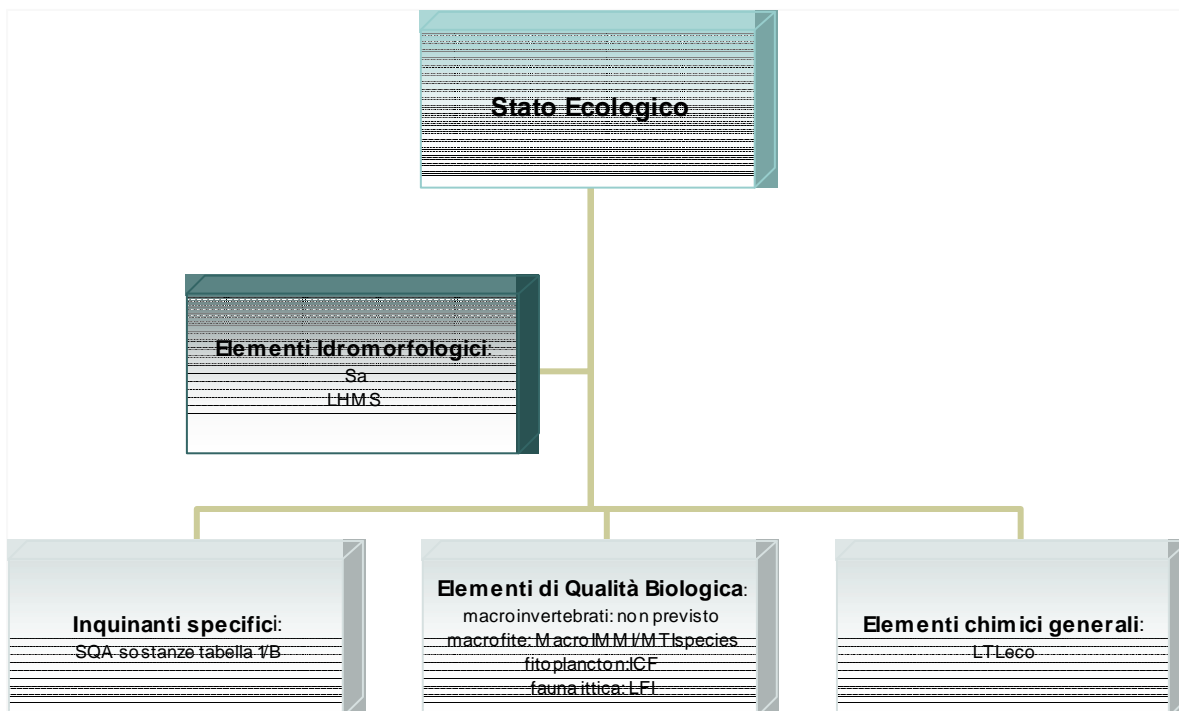 Stato Ecologico
Elementi Idromorfologici:
Sa
LHMS
Inquinanti specifici:
SQA sostanze tabella 1/B
Elementi di Qualità Biologica:
macroinvertebrati: non previsto
macrofite: MacroIMMI/MTIspecies
fitoplancton:ICF
fauna ittica: LFI
Elementi chimici generali:
LTLeco